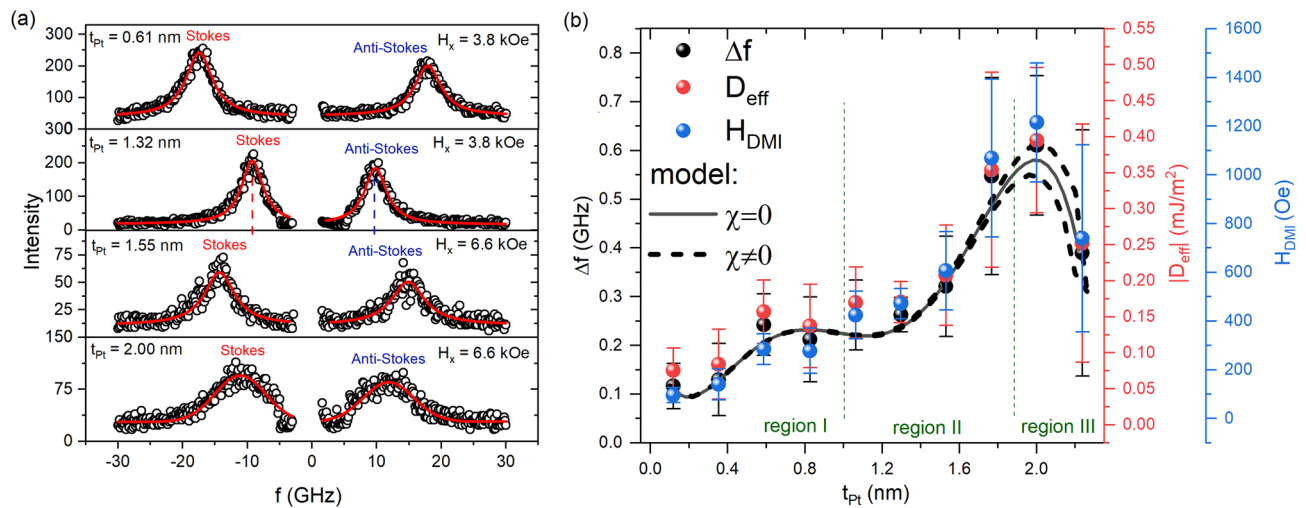 (a)
t_Pt = 0.61 nm Stokes Anti-Stokes H_x = 3.8 kOe
300
250
200
150
100
50
300
t_Pt = 1.32 nm Stokes Anti-Stokes H_x = 3.8 kOe
200
100
0
t_Pt = 1.55 nm Stokes Anti-Stokes H_x = 6.6 kOe
75
50
25
150
t_Pt = 2.00 nm Stokes Anti-Stokes H_x = 6.6 kOe
75
0
Intensity
-30 -20 -10 0 10 20 30
f (GHz)
(b)
Δf
D_eff
H_DMI
model:
χ=0
χ≠0
region I region II region III
0.8
0.7
0.6
0.5
0.4
0.3
0.2
0.1
0.0
Δf (GHz)
0.0 0.4 0.8 1.2 1.6 2.0
t_Pt (nm)
0.55
0.50
0.45
0.40
0.35
0.30
0.25
0.20
0.15
0.10
0.05
0.00
|D_eff| (mJ/m²)
1600
1400
1200
1000
800
600
400
200
0
H_DMI (Oe)